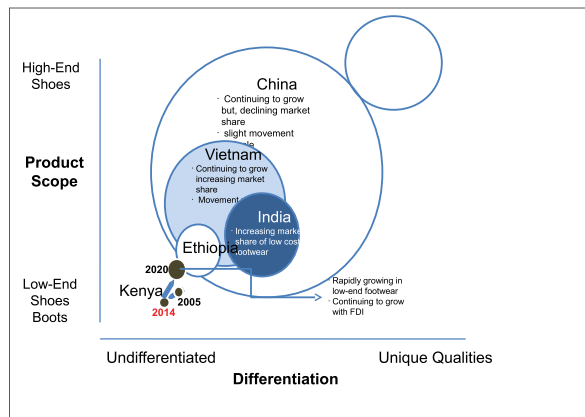 High-End
Shoes
Product
Scope
Low-End
Shoes
Boots
China
· Continuing to grow
but, declining market
share
· slight movement
Vietnam
· Continuing to grow
increasing market
share
· Movement
India
· Increasing market
share of low cost
footwear
Ethiopia
2020
Kenya
2005
2014
· Rapidly growing in
low-end footwear
· Continuing to grow
with FDI
Undifferentiated
Unique Qualities
Differentiation